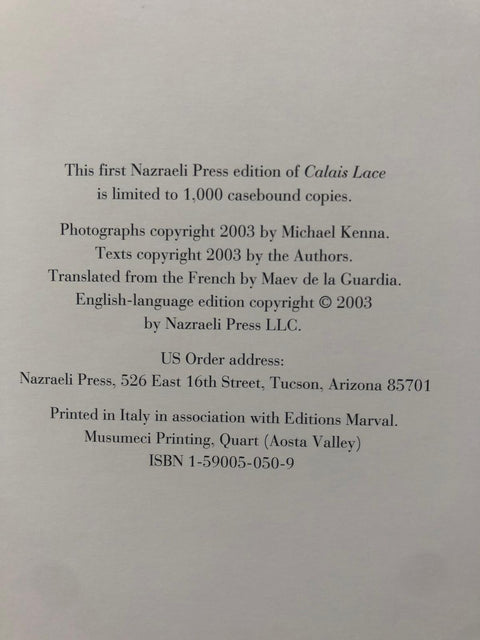 This first Nazraeli Press edition of Calais Lace
is limited to 1,000 casebound copies.
Photographs copyright 2003 by Michael Kenna.
Texts copyright 2003 by the Authors.
Translated from the French by Maev de la Guardia.
English-language edition copyright © 2003
by Nazraeli Press LLC.
US Order address:
Nazraeli Press, 526 East 16th Street, Tucson, Arizona 85701
Printed in Italy in association with Editions Marval.
Musumeci Printing, Quart (Aosta Valley)
ISBN 1-59005-050-9